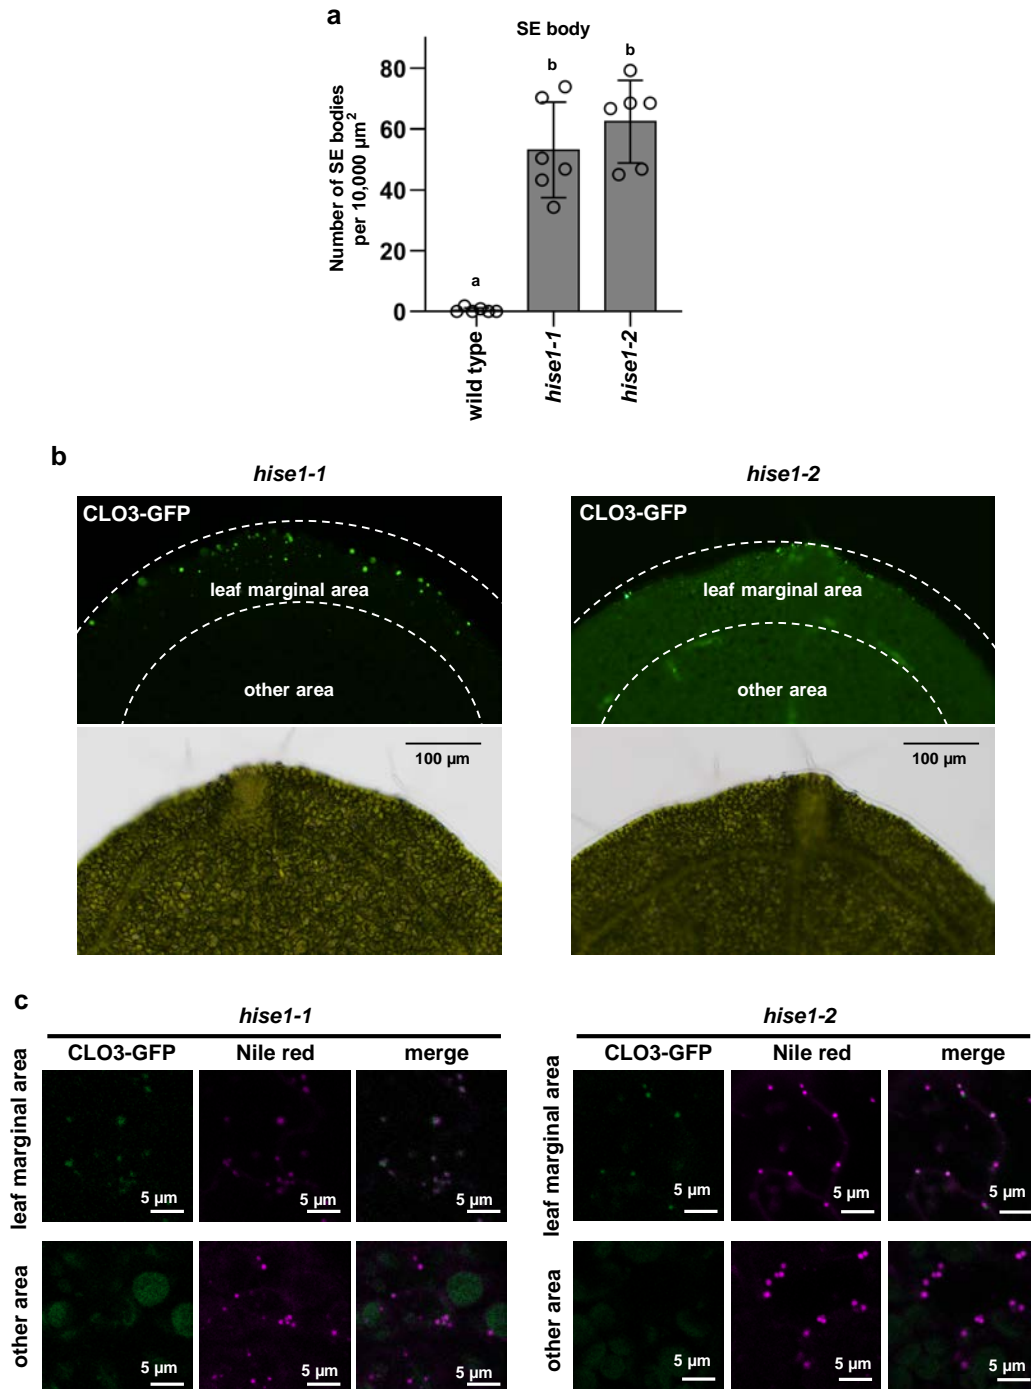 a
SE body
Number of SE bodies
per 10,000 µm²
80
60
40
20
0
a
b
b
wild type
hise1-1
hise1-2
b
hise1-1
hise1-2
CLO3-GFP
leaf marginal area
other area
100 µm
CLO3-GFP
leaf marginal area
other area
100 µm
c
hise1-1
CLO3-GFP Nile red merge
leaf marginal area
5 µm 5 µm 5 µm
other area
5 µm 5 µm 5 µm
hise1-2
CLO3-GFP Nile red merge
leaf marginal area
5 µm 5 µm 5 µm
other area
5 µm 5 µm 5 µm